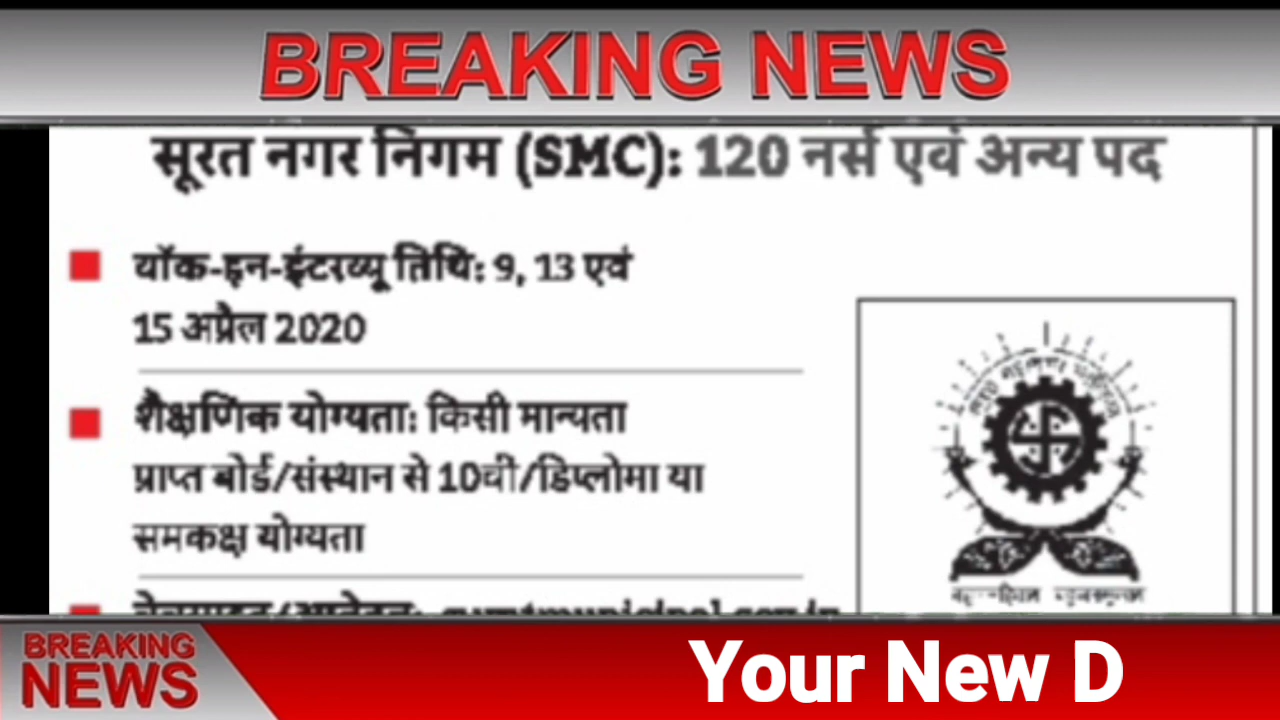 BREAKING NEWS
सूरत नगर निगम (SMC): 120 नर्स एवं अन्य पद
वॉक-इन-इंटरव्यू तिथि: 9, 13 एवं
15 अप्रैल 2020
शैक्षणिक योग्यता: किसी मान्यता
प्राप्त बोर्ड/संस्थान से 10वीं/डिप्लोमा या
समकक्ष योग्यता
BREAKING
NEWS
Your New D